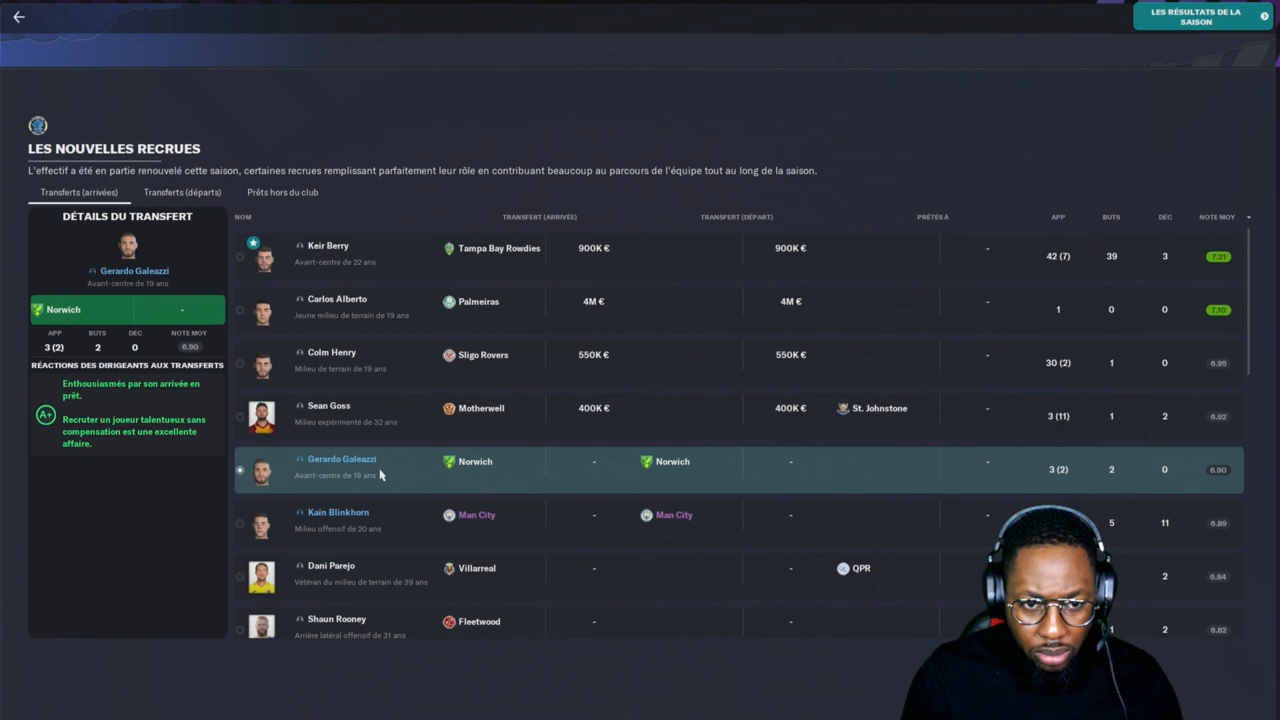 LES RÉSULTATS DE LA
SAISON
LES NOUVELLES RECRUES
L'effectif a été en partie renouvelé cette saison, certaines recrues remplissant parfaitement leur rôle en contribuant beaucoup au parcours de l'équipe tout au long de la saison.
Transferts (arrivées) Transferts (départs) Prêts hors du club
DÉTAILS DU TRANSFERT
Gerardo Galeazzi
Avant-centre de 19 ans
Norwich -
APP BUTS DÉC NOTE MOY
3 (2) 2 0 6.90
RÉACTIONS DES DIRIGEANTS AUX TRANSFERTS
A+
Enthousiasmés par son arrivée en
prêt.
Recruter un joueur talentueux sans
compensation est une excellente
affaire.
NOM TRANSFERT (ARRIVÉE) TRANSFERT (DÉPART) PRÊTÉS À APP BUTS DÉC NOTE MOY
Keir Berry Tampa Bay Rowdies 900K € 900K € - 42 (7) 39 3 7.31
Avant-centre de 22 ans
Carlos Alberto Palmeiras 4M € 4M € - 1 0 0 7.10
Jeune milieu de terrain de 19 ans
Colm Henry Sligo Rovers 550K € 550K € - 30 (2) 1 0 6.95
Milieu de terrain de 19 ans
Sean Goss Motherwell 400K € 400K € St. Johnstone - 3 (11) 1 2 6.92
Milieu expérimenté de 32 ans
Gerardo Galeazzi Norwich - Norwich - - 3 (2) 2 0 6.90
Avant-centre de 19 ans
Kain Blinkhorn Man City - Man City - - 5 11 6.89
Milieu offensif de 20 ans
Dani Parejo Villarreal - - QPR - 2 6.84
Vétéran du milieu de terrain de 39 ans
Shaun Rooney Fleetwood - - - 1 2 6.82
Arrière latéral offensif de 31 ans